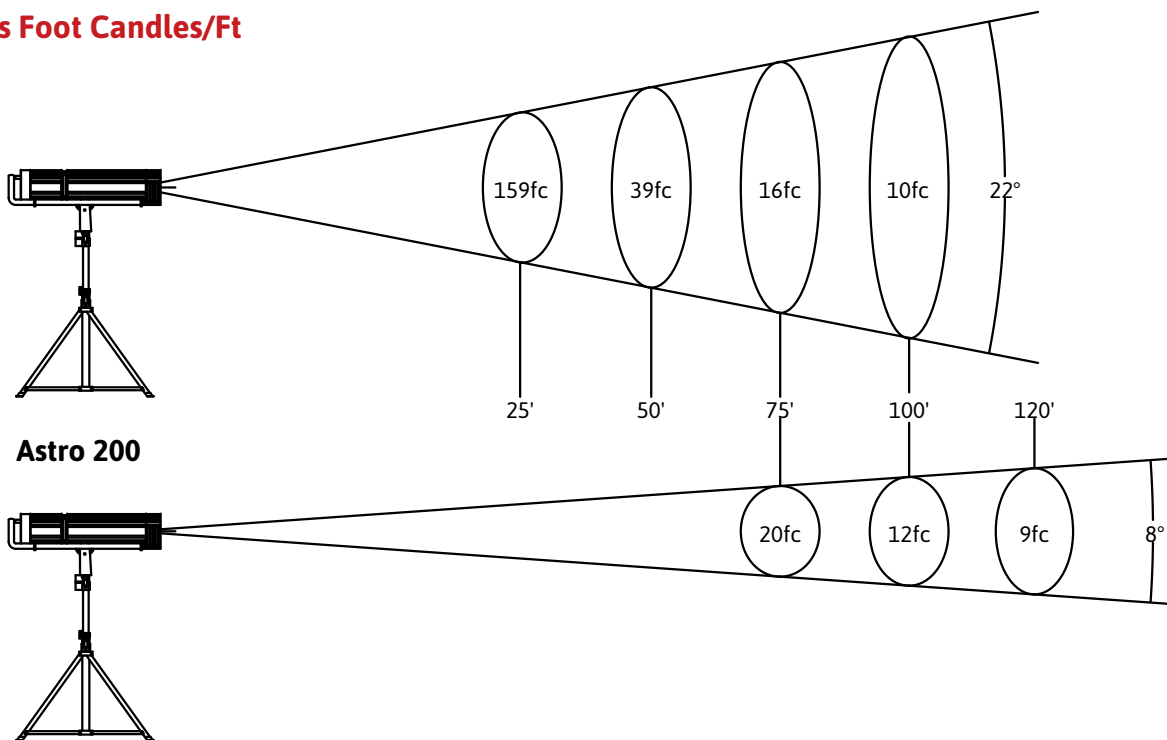 s Foot Candles/Ft
159fc 39fc 16fc 10fc 22°
25' 50' 75' 100' 120'
Astro 200
20fc 12fc 9fc 8°